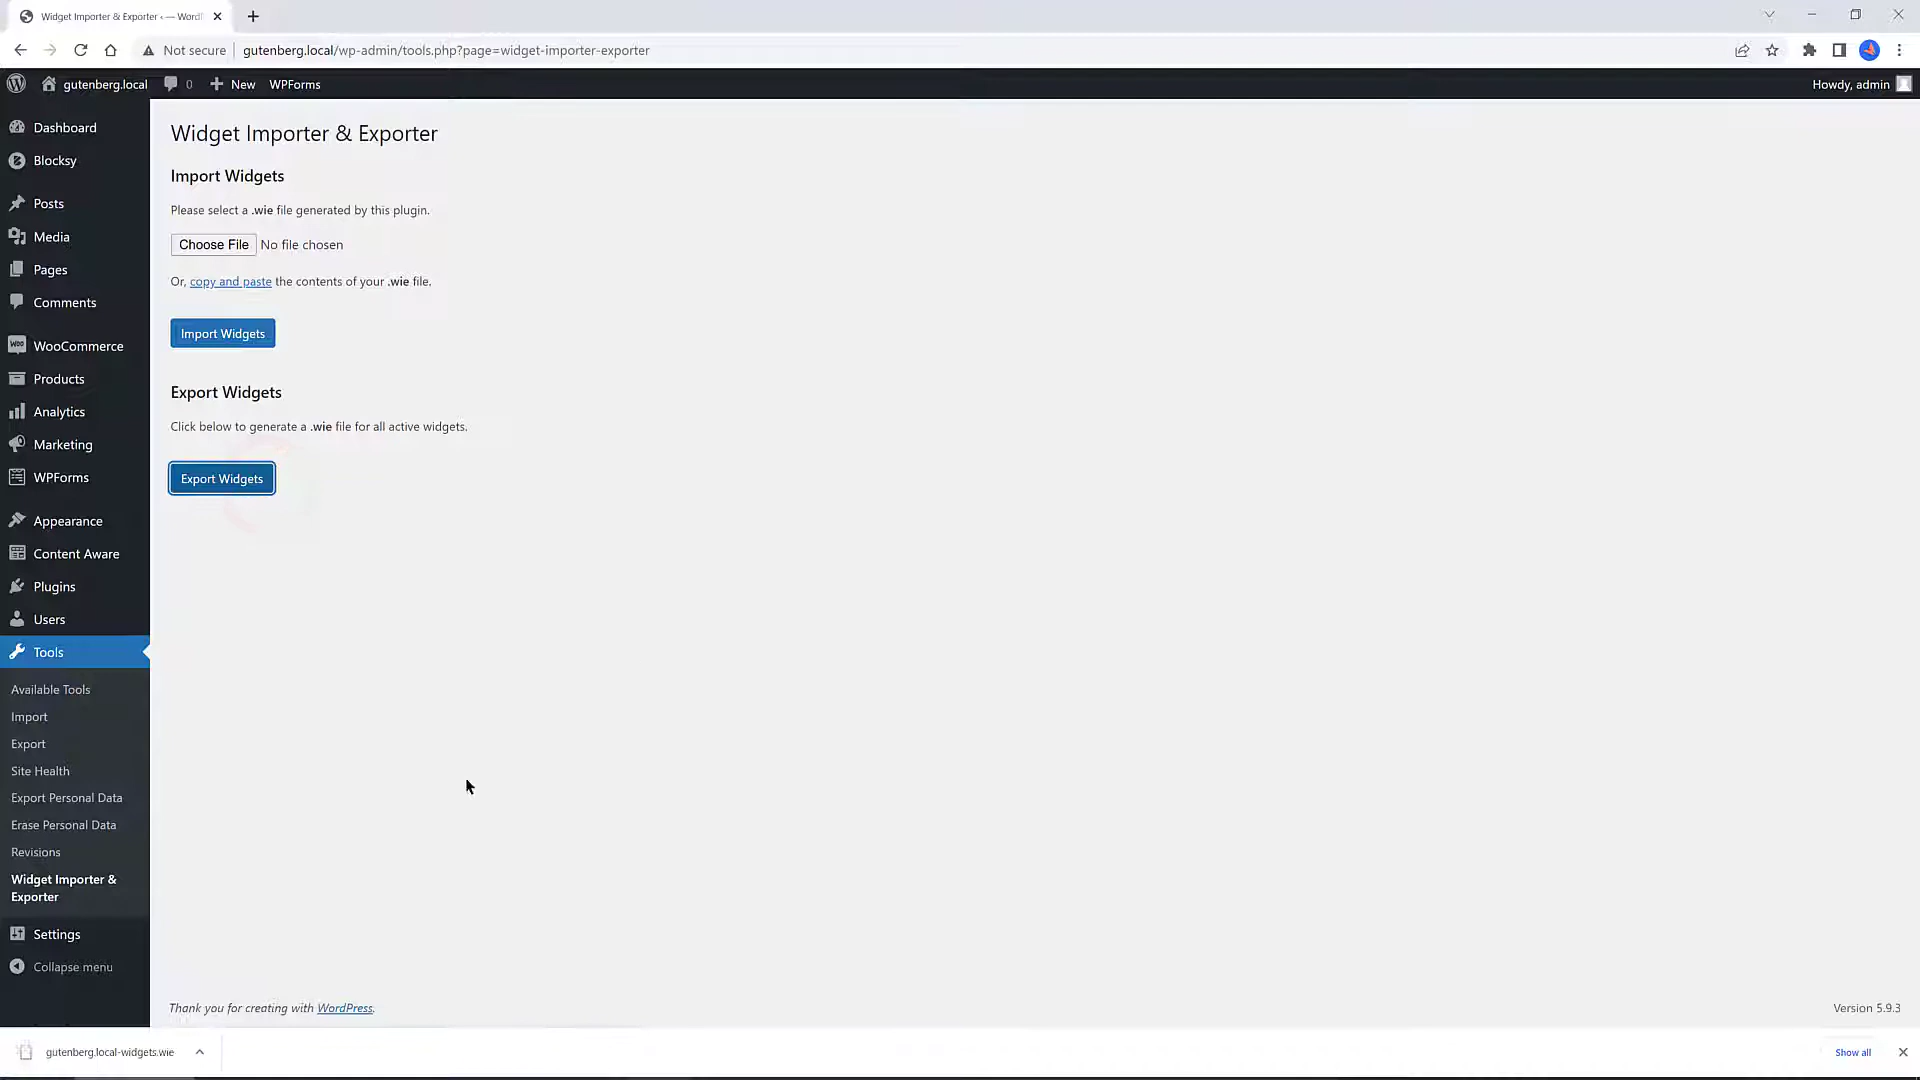 Widget Importer & Exporter ‹ — Word
Not secure
gutenberg.local/wp-admin/tools.php?page=widget-importer-exporter
gutenberg.local
0
New
WPForms
Howdy, admin
Dashboard
Blocksy
Posts
Media
Pages
Comments
WooCommerce
Products
Analytics
Marketing
WPForms
Appearance
Content Aware
Plugins
Users
Tools
Available Tools
Import
Export
Site Health
Export Personal Data
Erase Personal Data
Revisions
Widget Importer &
Exporter
Settings
Collapse menu
Widget Importer & Exporter
Import Widgets
Please select a .wie file generated by this plugin.
Choose File No file chosen
Or, copy and paste the contents of your .wie file.
Import Widgets
Export Widgets
Click below to generate a .wie file for all active widgets.
Export Widgets
Thank you for creating with WordPress.
Version 5.9.3
gutenberg.local-widgets.wie
Show all